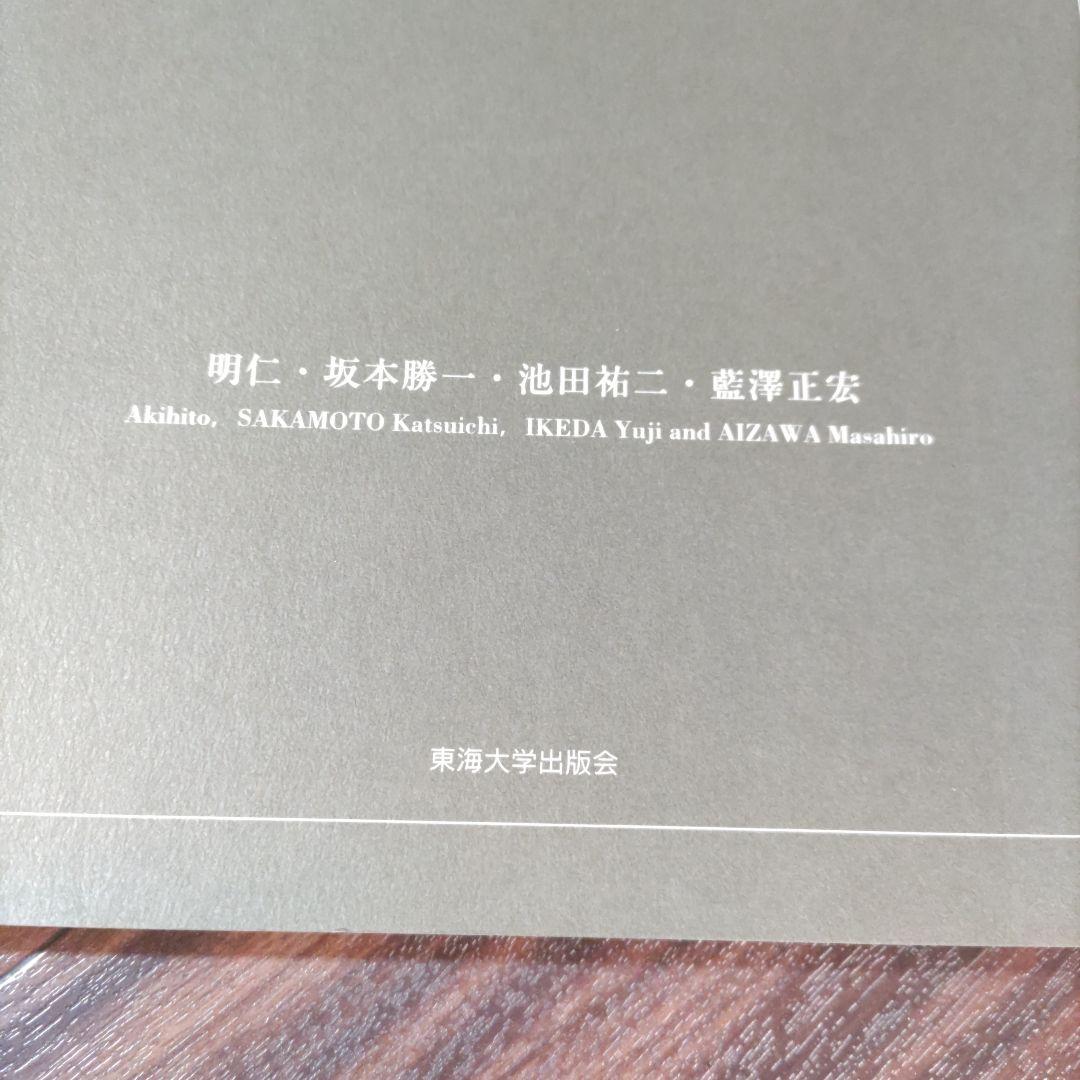 明仁・坂本勝一・池田祐二・藍澤正宏
Akihito, SAKAMOTO Katsuichi, IKEDA Yuji and AIZAWA Masahiro
東海大学出版会